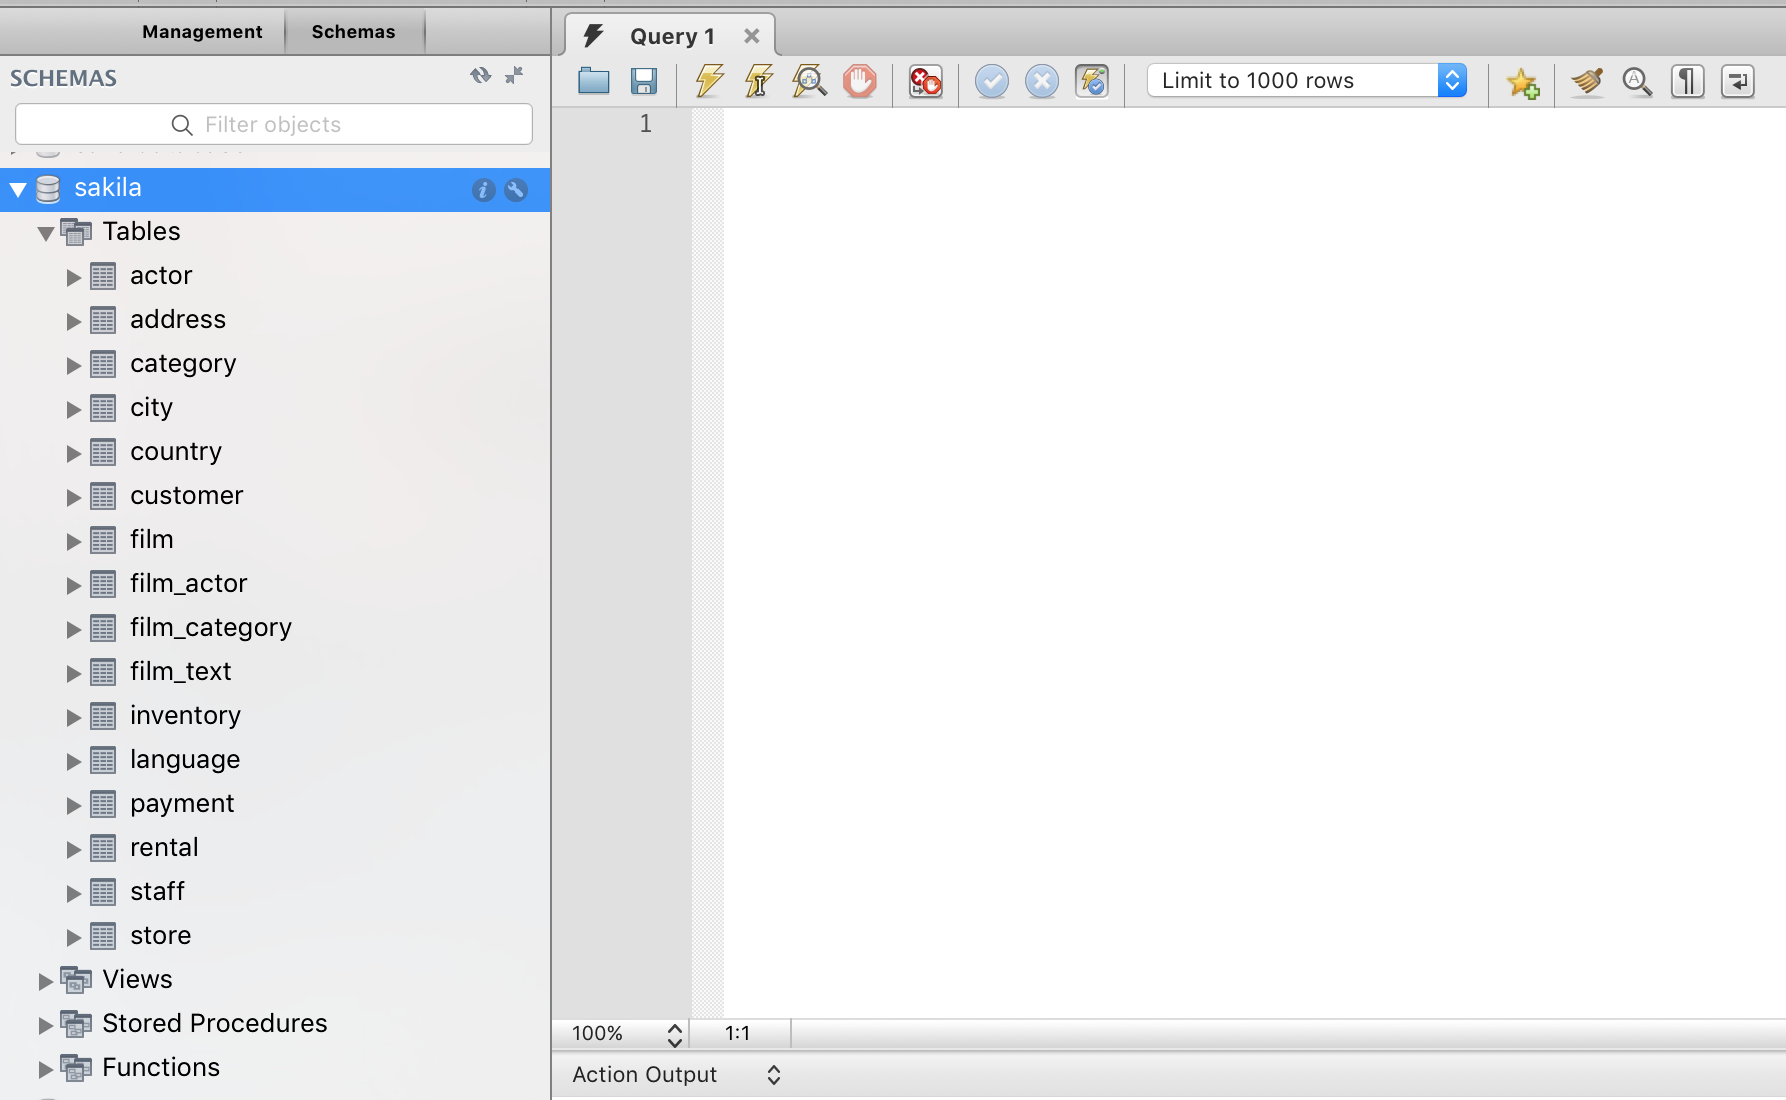 Management
Schemas
SCHEMAS
Filter objects
sakila
Tables
actor
address
category
city
country
customer
film
film_actor
film_category
film_text
inventory
language
payment
rental
staff
store
Views
Stored Procedures
Functions
Query 1
Limit to 1000 rows
1
100%
1:1
Action Output